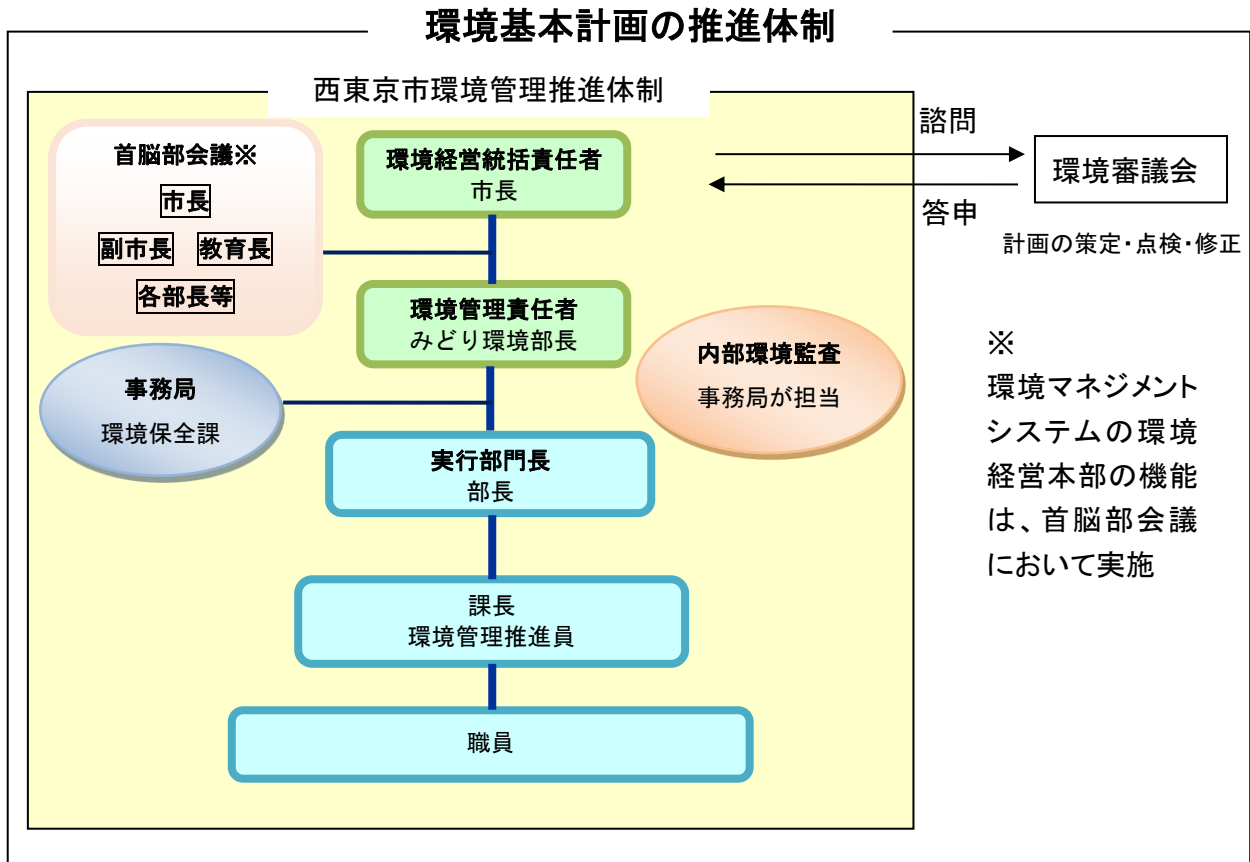 環境基本計画の推進体制
西東京市環境管理推進体制
首脳部会議※
市長
副市長 教育長
各部長等
環境経営統括責任者
市長
諮問
答申
環境審議会
計画の策定・点検・修正
環境管理責任者
みどり環境部長
事務局
環境保全課
内部環境監査
事務局が担当
※
環境マネジメント
システムの環境
経営本部の機能
は、首脳部会議
において実施
実行部門長
部長
課長
環境管理推進員
職員